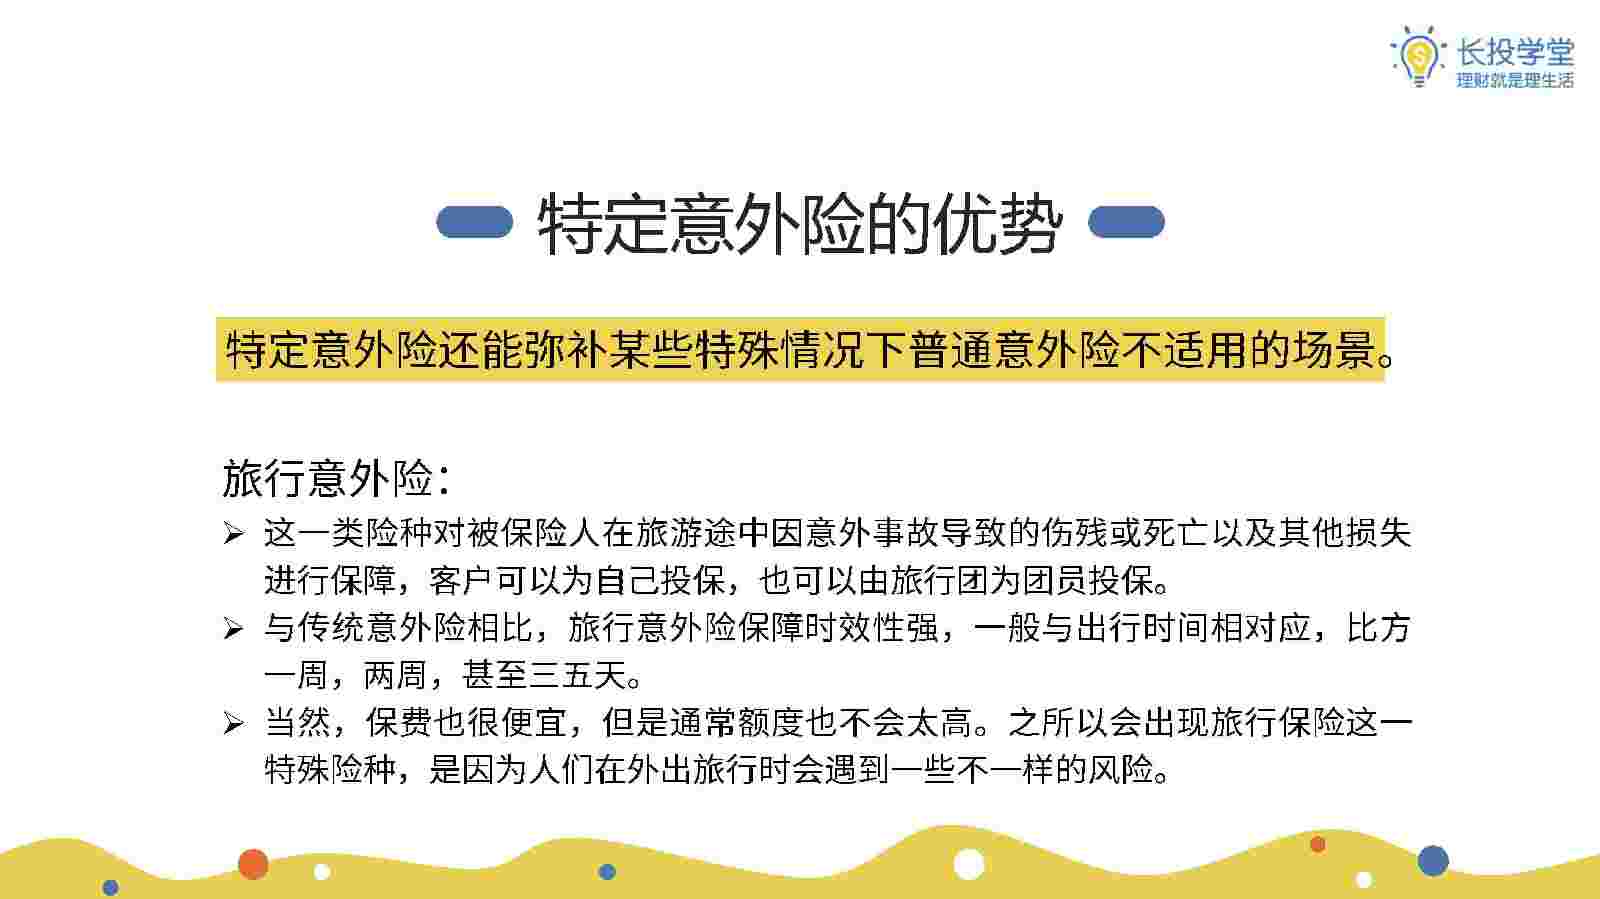 长投学堂
理财就是理生活
特定意外险的优势
特定意外险还能弥补某些特殊情况下普通意外险不适用的场景。
旅行意外险：
➢ 这一类险种对被保险人在旅游途中因意外事故导致的伤残或死亡以及其他损失
进行保障，客户可以为自己投保，也可以由旅行团为团员投保。
➢ 与传统意外险相比，旅行意外险保障时效性强，一般与出行时间相对应，比方
一周，两周，甚至三五天。
➢ 当然，保费也很便宜，但是通常额度也不会太高。之所以会出现旅行保险这一
特殊险种，是因为人们在外出旅行时会遇到一些不一样的风险。